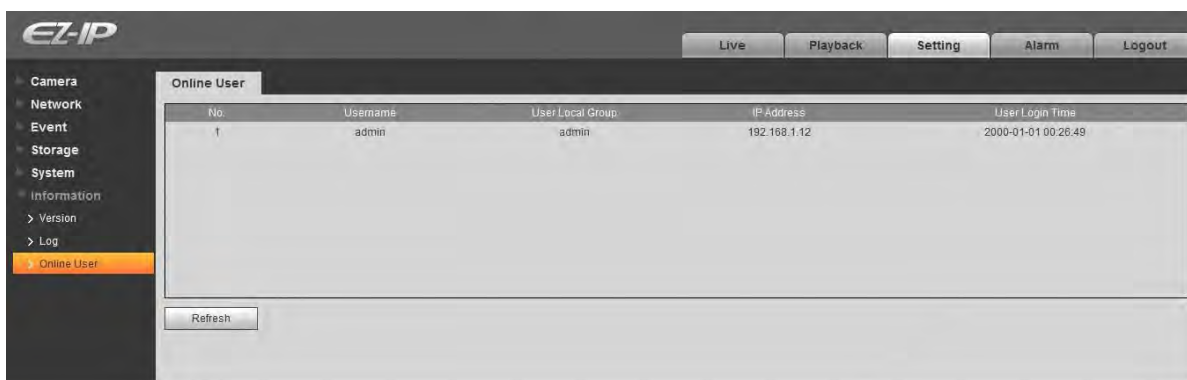 EZ-IP
Live Playback Setting Alarm Logout
Camera
Network
Event
Storage
System
Information
Version
Log
Online User
Online User
No. Username User Local Group IP Address User Login Time
1 admin admin 192.168.1.12 2000-01-01 00:26:49
Refresh